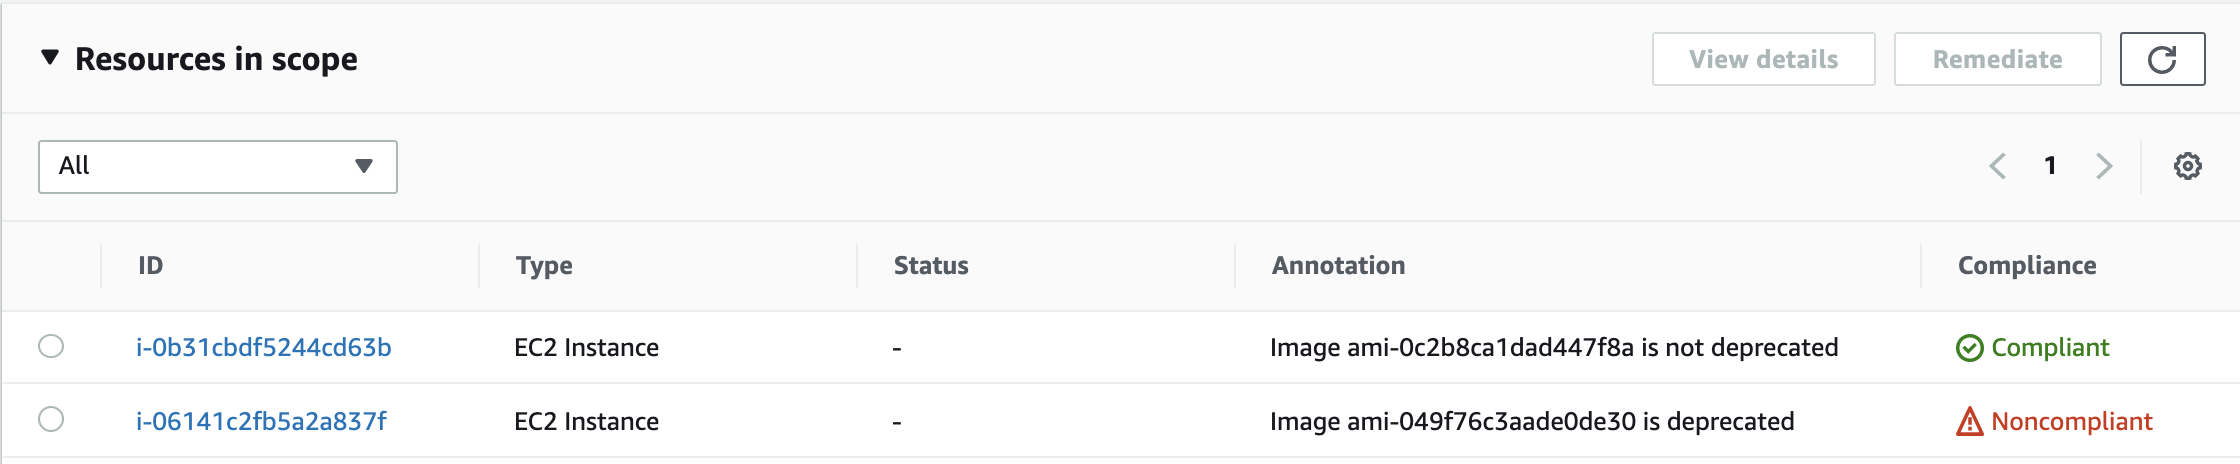 Resources in scope
View details
Remediate
All
1
ID Type Status Annotation Compliance
i-0b31cbdf5244cd63b EC2 Instance - Image ami-0c2b8ca1dad447f8a is not deprecated Compliant
i-06141c2fb5a2a837f EC2 Instance - Image ami-049f76c3aade0de30 is deprecated Noncompliant